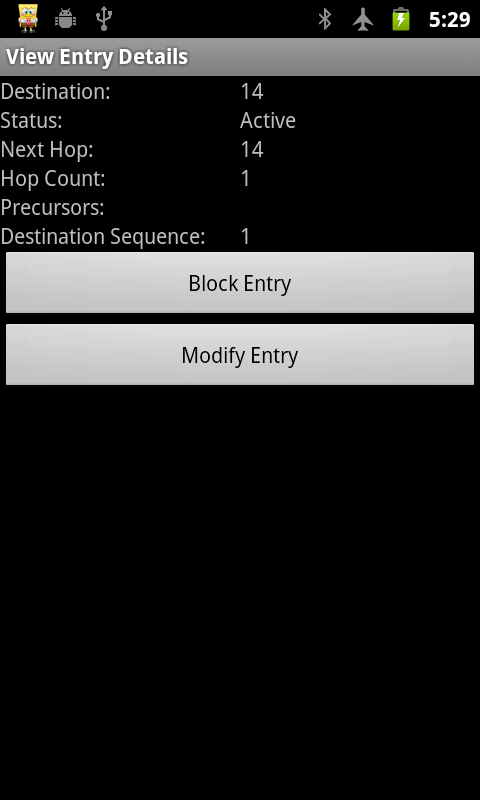 5:29
View Entry Details
Destination: 14
Status: Active
Next Hop: 14
Hop Count: 1
Precursors:
Destination Sequence: 1
Block Entry
Modify Entry